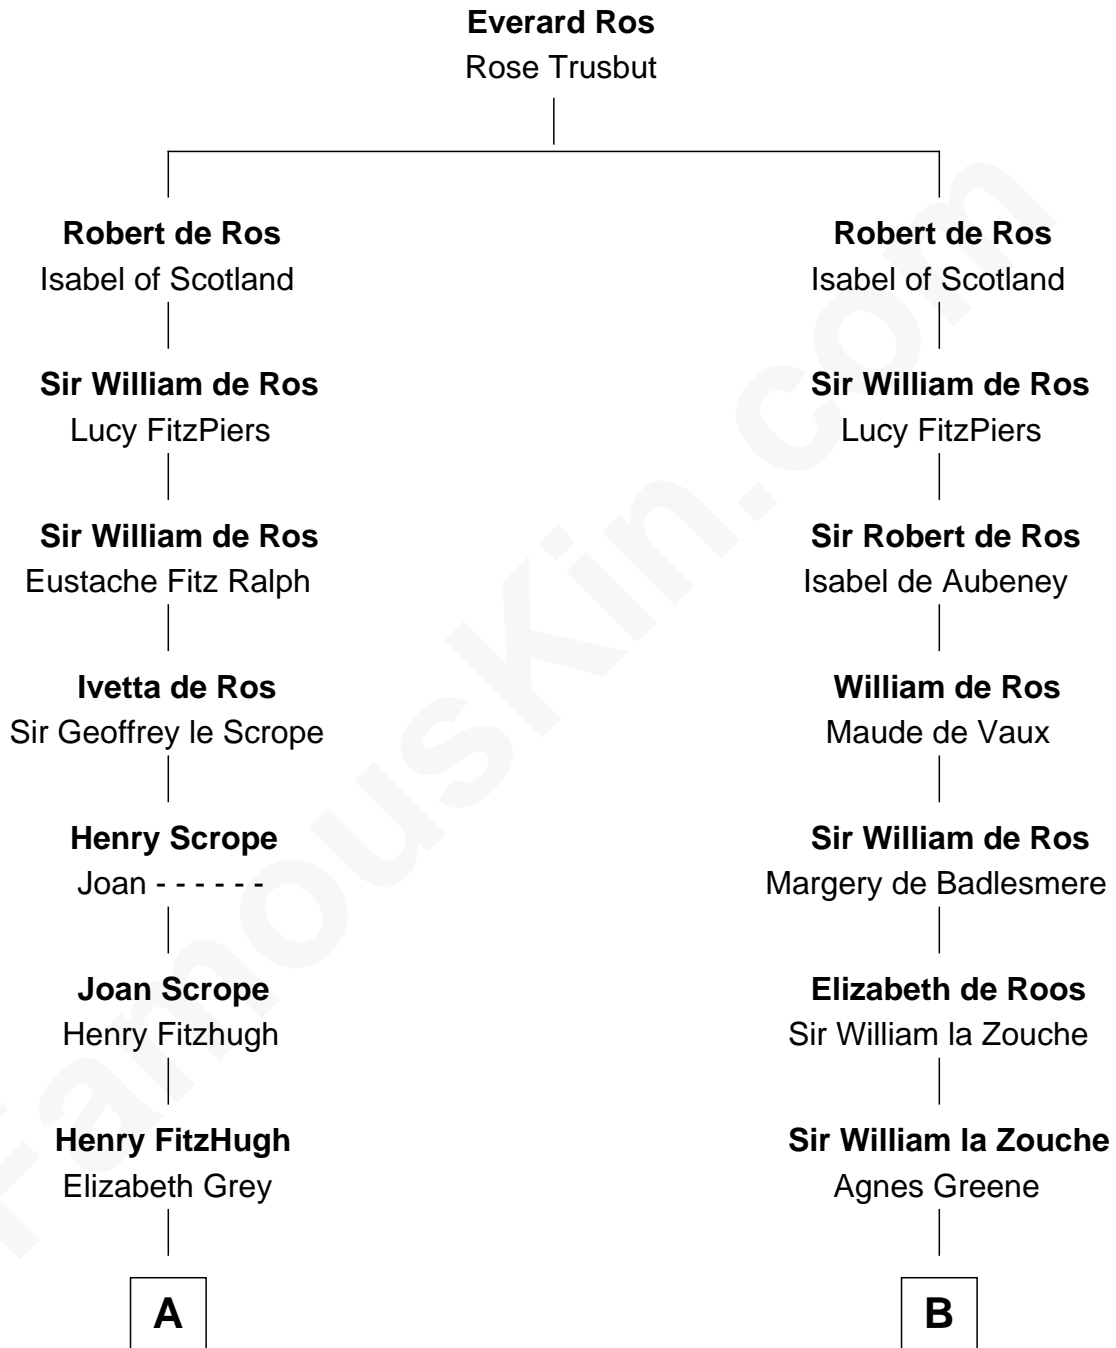 Everard Ros
Rose Trusbut
Robert de Ros
Isabel of Scotland
Robert de Ros
Isabel of Scotland
Sir William de Ros
Lucy FitzPiers
Sir William de Ros
Lucy FitzPiers
Sir William de Ros
Eustache Fitz Ralph
Sir Robert de Ros
Isabel de Aubeney
Ivetta de Ros
Sir Geoffrey le Scrope
William de Ros
Maude de Vaux
Henry Scrope
Joan - - - - - -
Sir William de Ros
Margery de Badlesmere
Joan Scrope
Henry Fitzhugh
Elizabeth de Roos
Sir William la Zouche
Henry FitzHugh
Elizabeth Grey
Sir William la Zouche
Agnes Greene
A
B
FamousKin.com